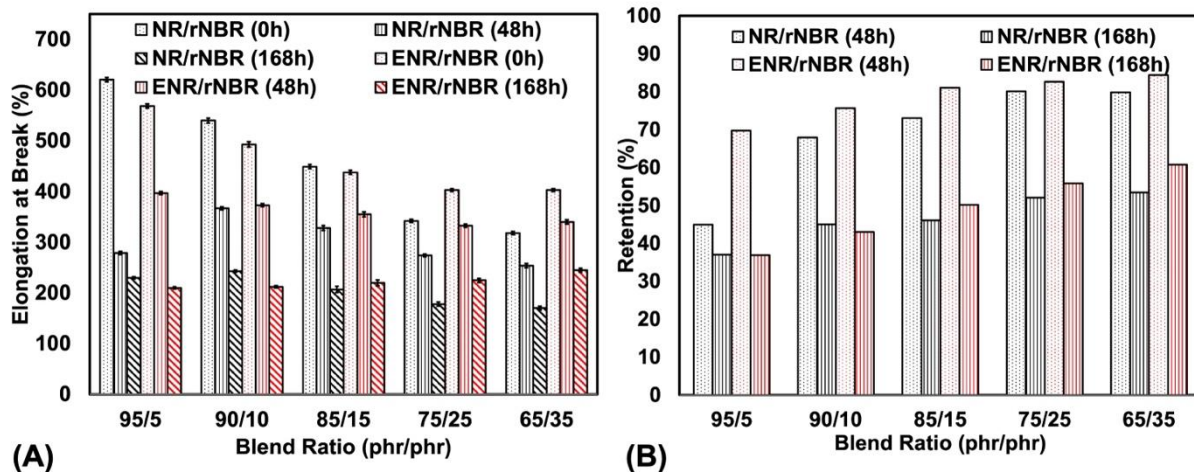 700
600
500
400
300
200
100
0
Elongation at Break (%)
NR/rNBR (0h) NR/rNBR (48h)
NR/rNBR (168h) ENR/rNBR (0h)
ENR/rNBR (48h) ENR/rNBR (168h)
95/5 90/10 85/15 75/25 65/35
Blend Ratio (phr/phr)
(A)
100
90
80
70
60
50
40
30
20
10
0
Retention (%)
NR/rNBR (48h) NR/rNBR (168h)
ENR/rNBR (48h) ENR/rNBR (168h)
95/5 90/10 85/15 75/25 65/35
Blend Ratio (phr/phr)
(B)